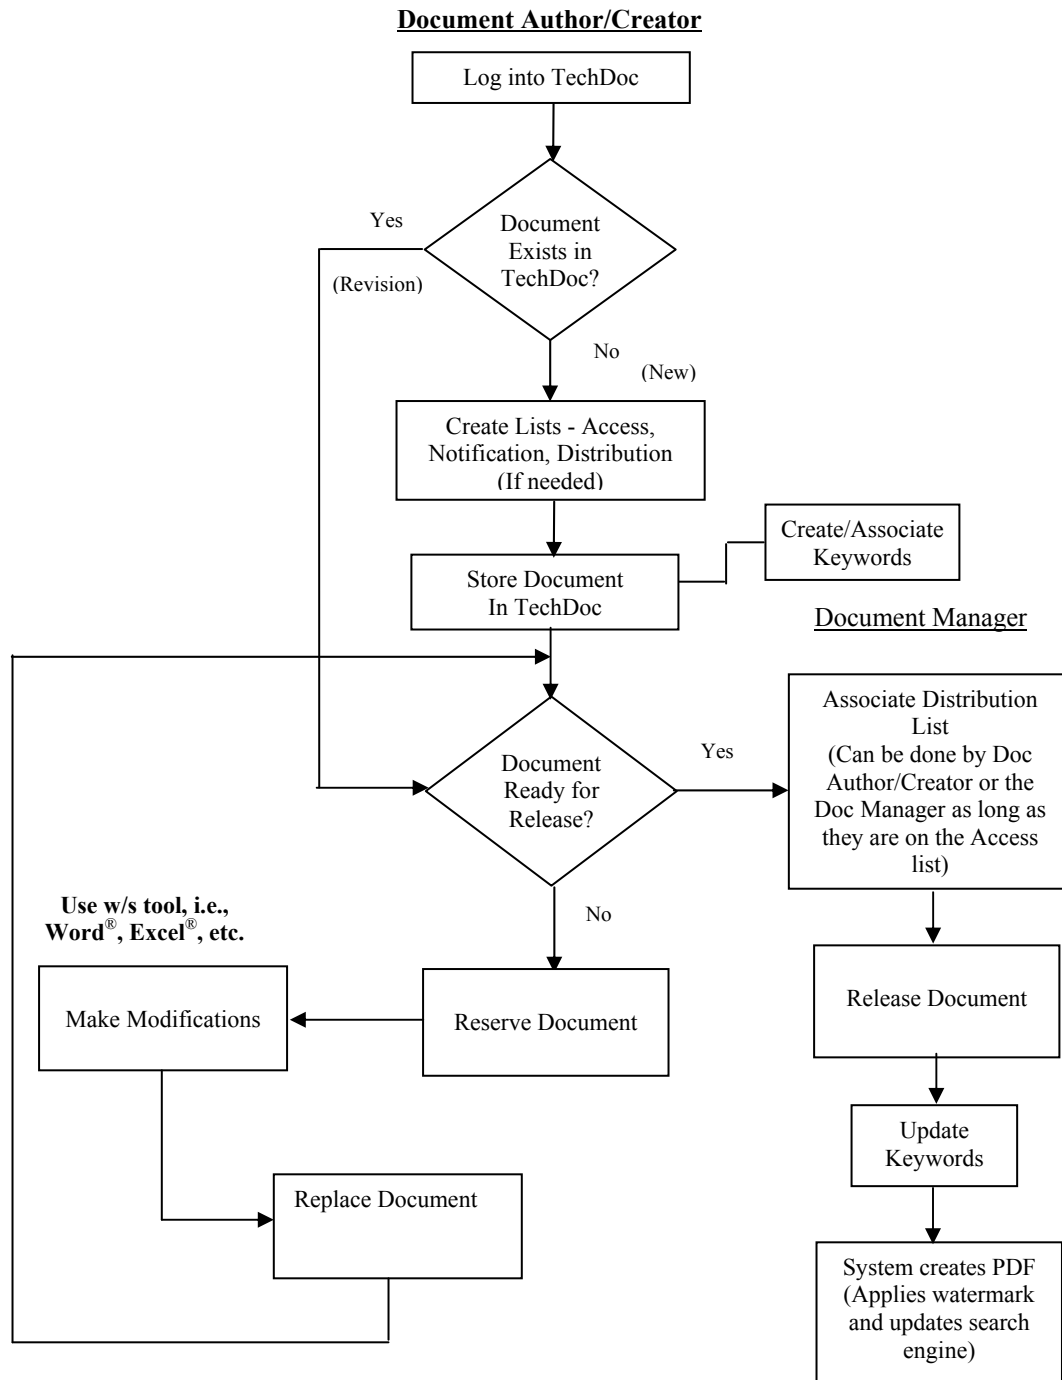 Document Author/Creator
Log into TechDoc
Document
Exists in
TechDoc?
Yes
(Revision)
No
(New)
Create Lists - Access,
Notification, Distribution
(If needed)
Create/Associate
Keywords
Store Document
In TechDoc
Document Manager
Document
Ready for
Release?
Yes
Associate Distribution
List
(Can be done by Doc
Author/Creator or the
Doc Manager as long as
they are on the Access
list)
No
Use w/s tool, i.e.,
Word®, Excel®, etc.
Make Modifications
Reserve Document
Release Document
Replace Document
Update
Keywords
System creates PDF
(Applies watermark
and updates search
engine)